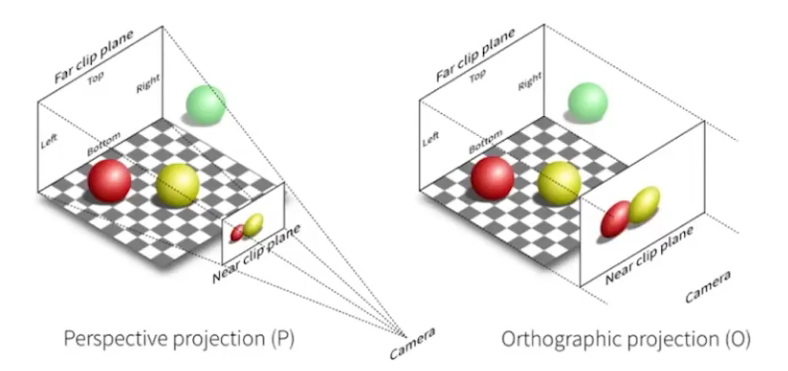 Far clip plane
Top
Right
Left
Bottom
Near clip plane
Camera
Perspective projection (P)
Far clip plane
Top
Right
Left
Bottom
Near clip plane
Camera
Orthographic projection (O)